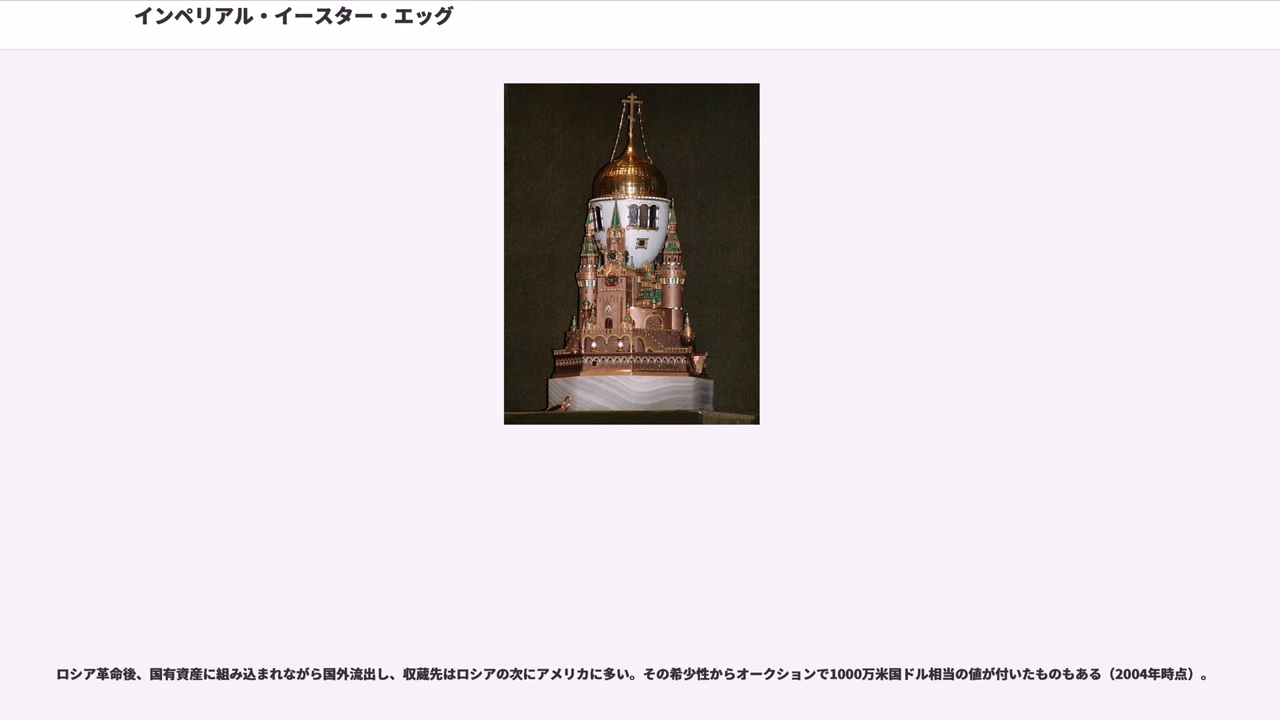 インペリアル・イースター・エッグ
ロシア革命後、国有資産に組み込まれながら国外流出し、収蔵先はロシアの次にアメリカに多い。その希少性からオークションで1000万米国ドル相当の値が付いたものもある（2004年時点）。